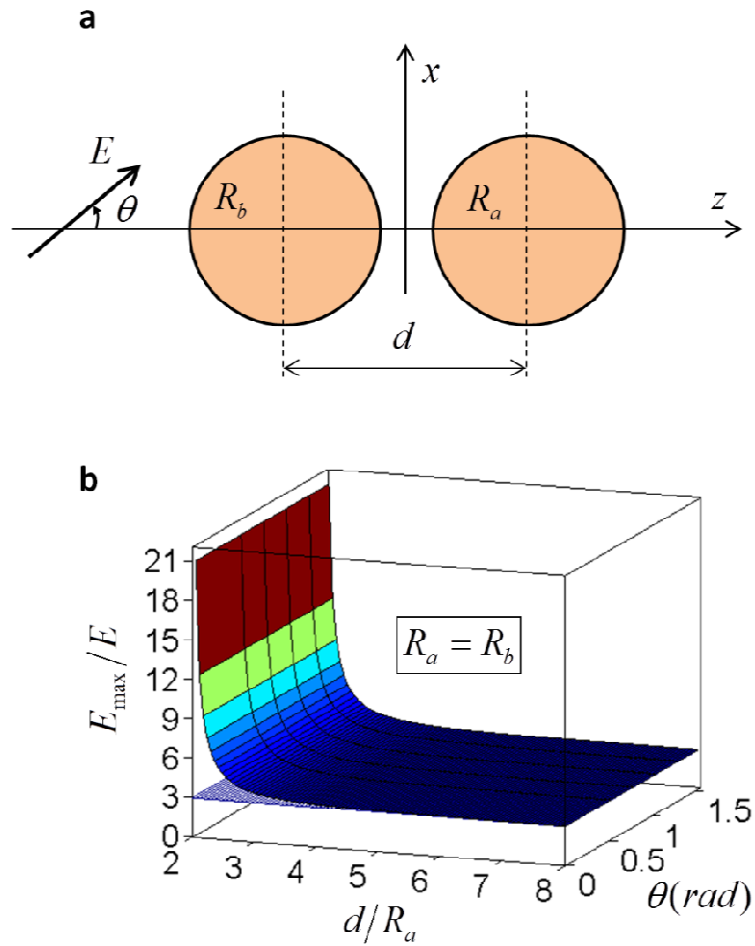 a
x
E
θ
R_b
R_a
z
d
b
21
18
15
12
9
6
3
0
E_max/E
R_a = R_b
2 3 4 5 6 7 8
d/R_a
0 0.5 1 1.5
θ(rad)